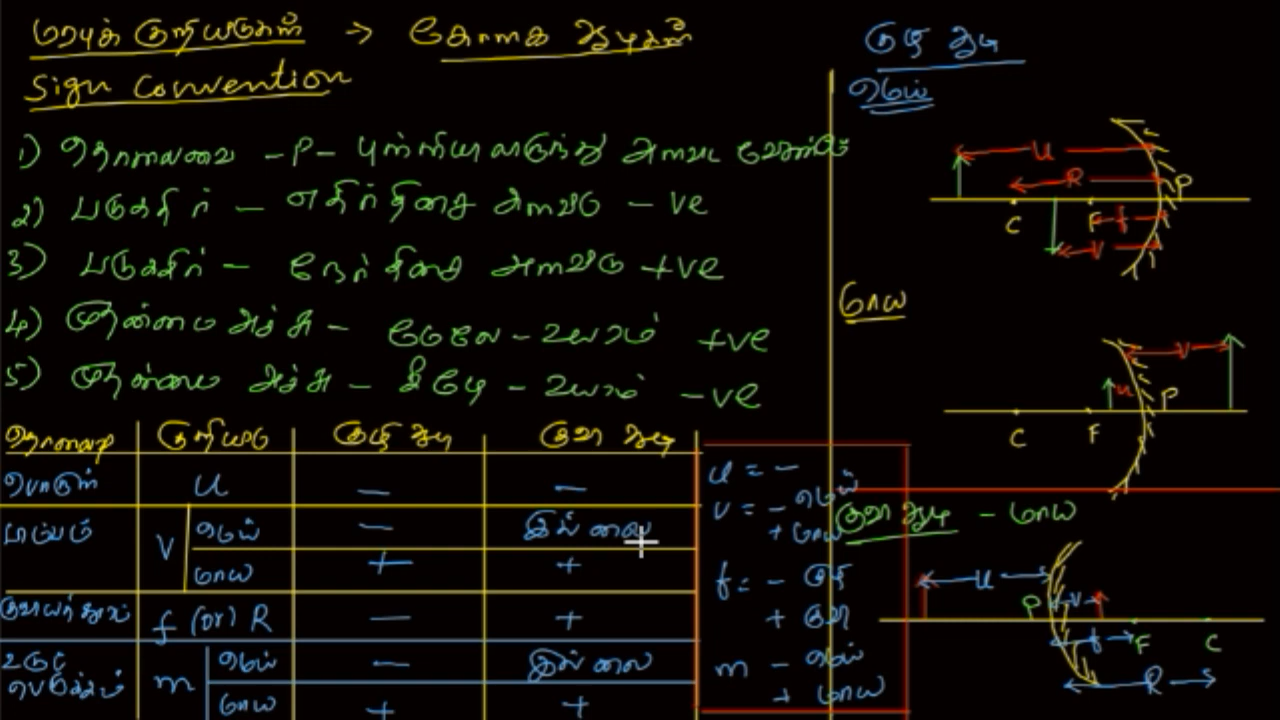 மரபுக் குறியீடுகள் → கோளக ஆடிகள்
Sign Convention
1) தொலைவை - P - புள்ளியிலிருந்து அளவிட வேண்டும்
2) படுகதிர் - எதிர்திசை அளவீடு - ve
3) படுகதிர் - நேர்திசை அளவீடு +ve
4) முதன்மை அச்சு - மேலே - உயரம் +ve
5) முதன்மை அச்சு - கீழே - உயரம் -ve
தொலைவு குறியீடு குழி ஆடி குவி ஆடி
பொருள் u - -
பிம்பம் V மெய் - இல்லை
மாய + +
குவியத்தூரம் f (or) R - +
உருப் பெருக்கம் m மெய் - இல்லை
மாய + +
u = -
v = - மெய்
+ மாய
f = - குழி
+ குவி
m - மெய்
+ மாய
குழி ஆடி
மெய்
U
R
P
C F f
V
மாய
V
u P
C F
குவி ஆடி - மாய
U
P V
f F C
R